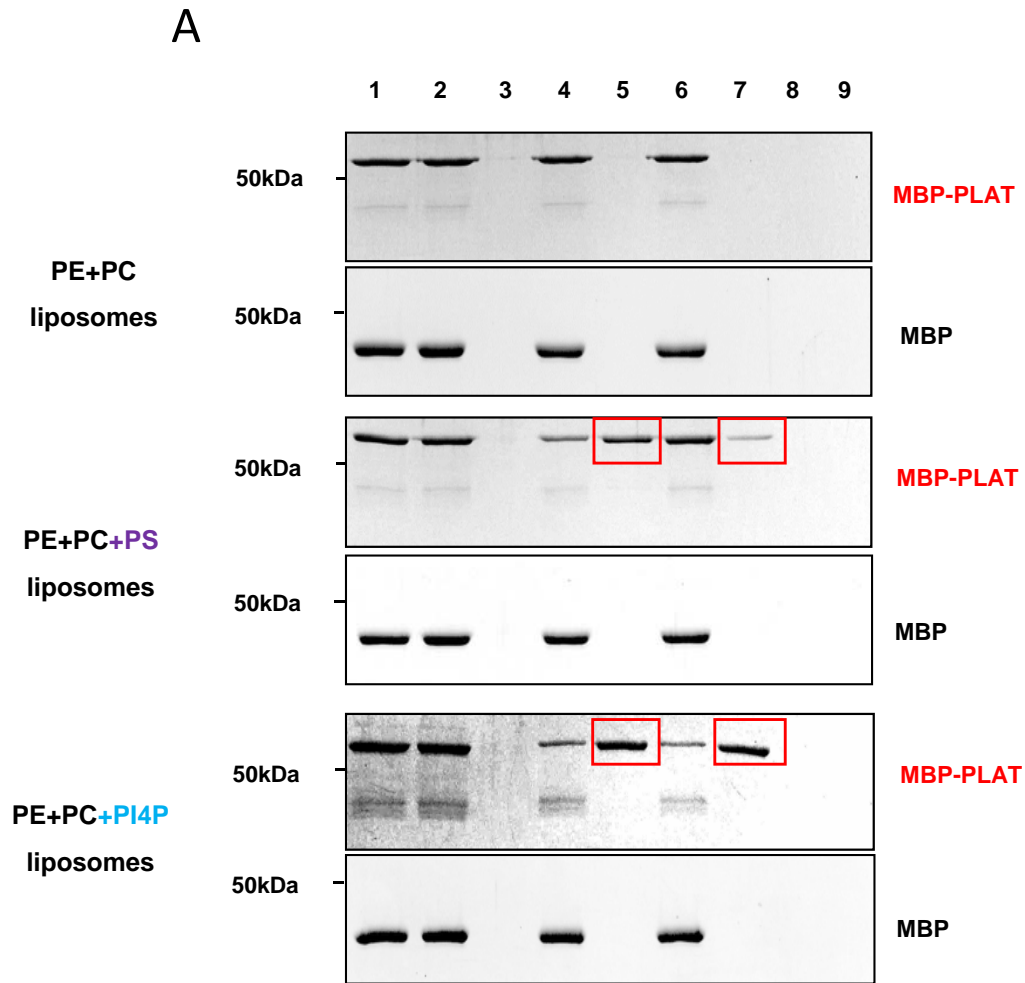 A
1 2 3 4 5 6 7 8 9
50kDa
MBP-PLAT
PE+PC
liposomes
50kDa
MBP
50kDa
MBP-PLAT
PE+PC+PS
liposomes
50kDa
MBP
50kDa
MBP-PLAT
PE+PC+PI4P
liposomes
50kDa
MBP